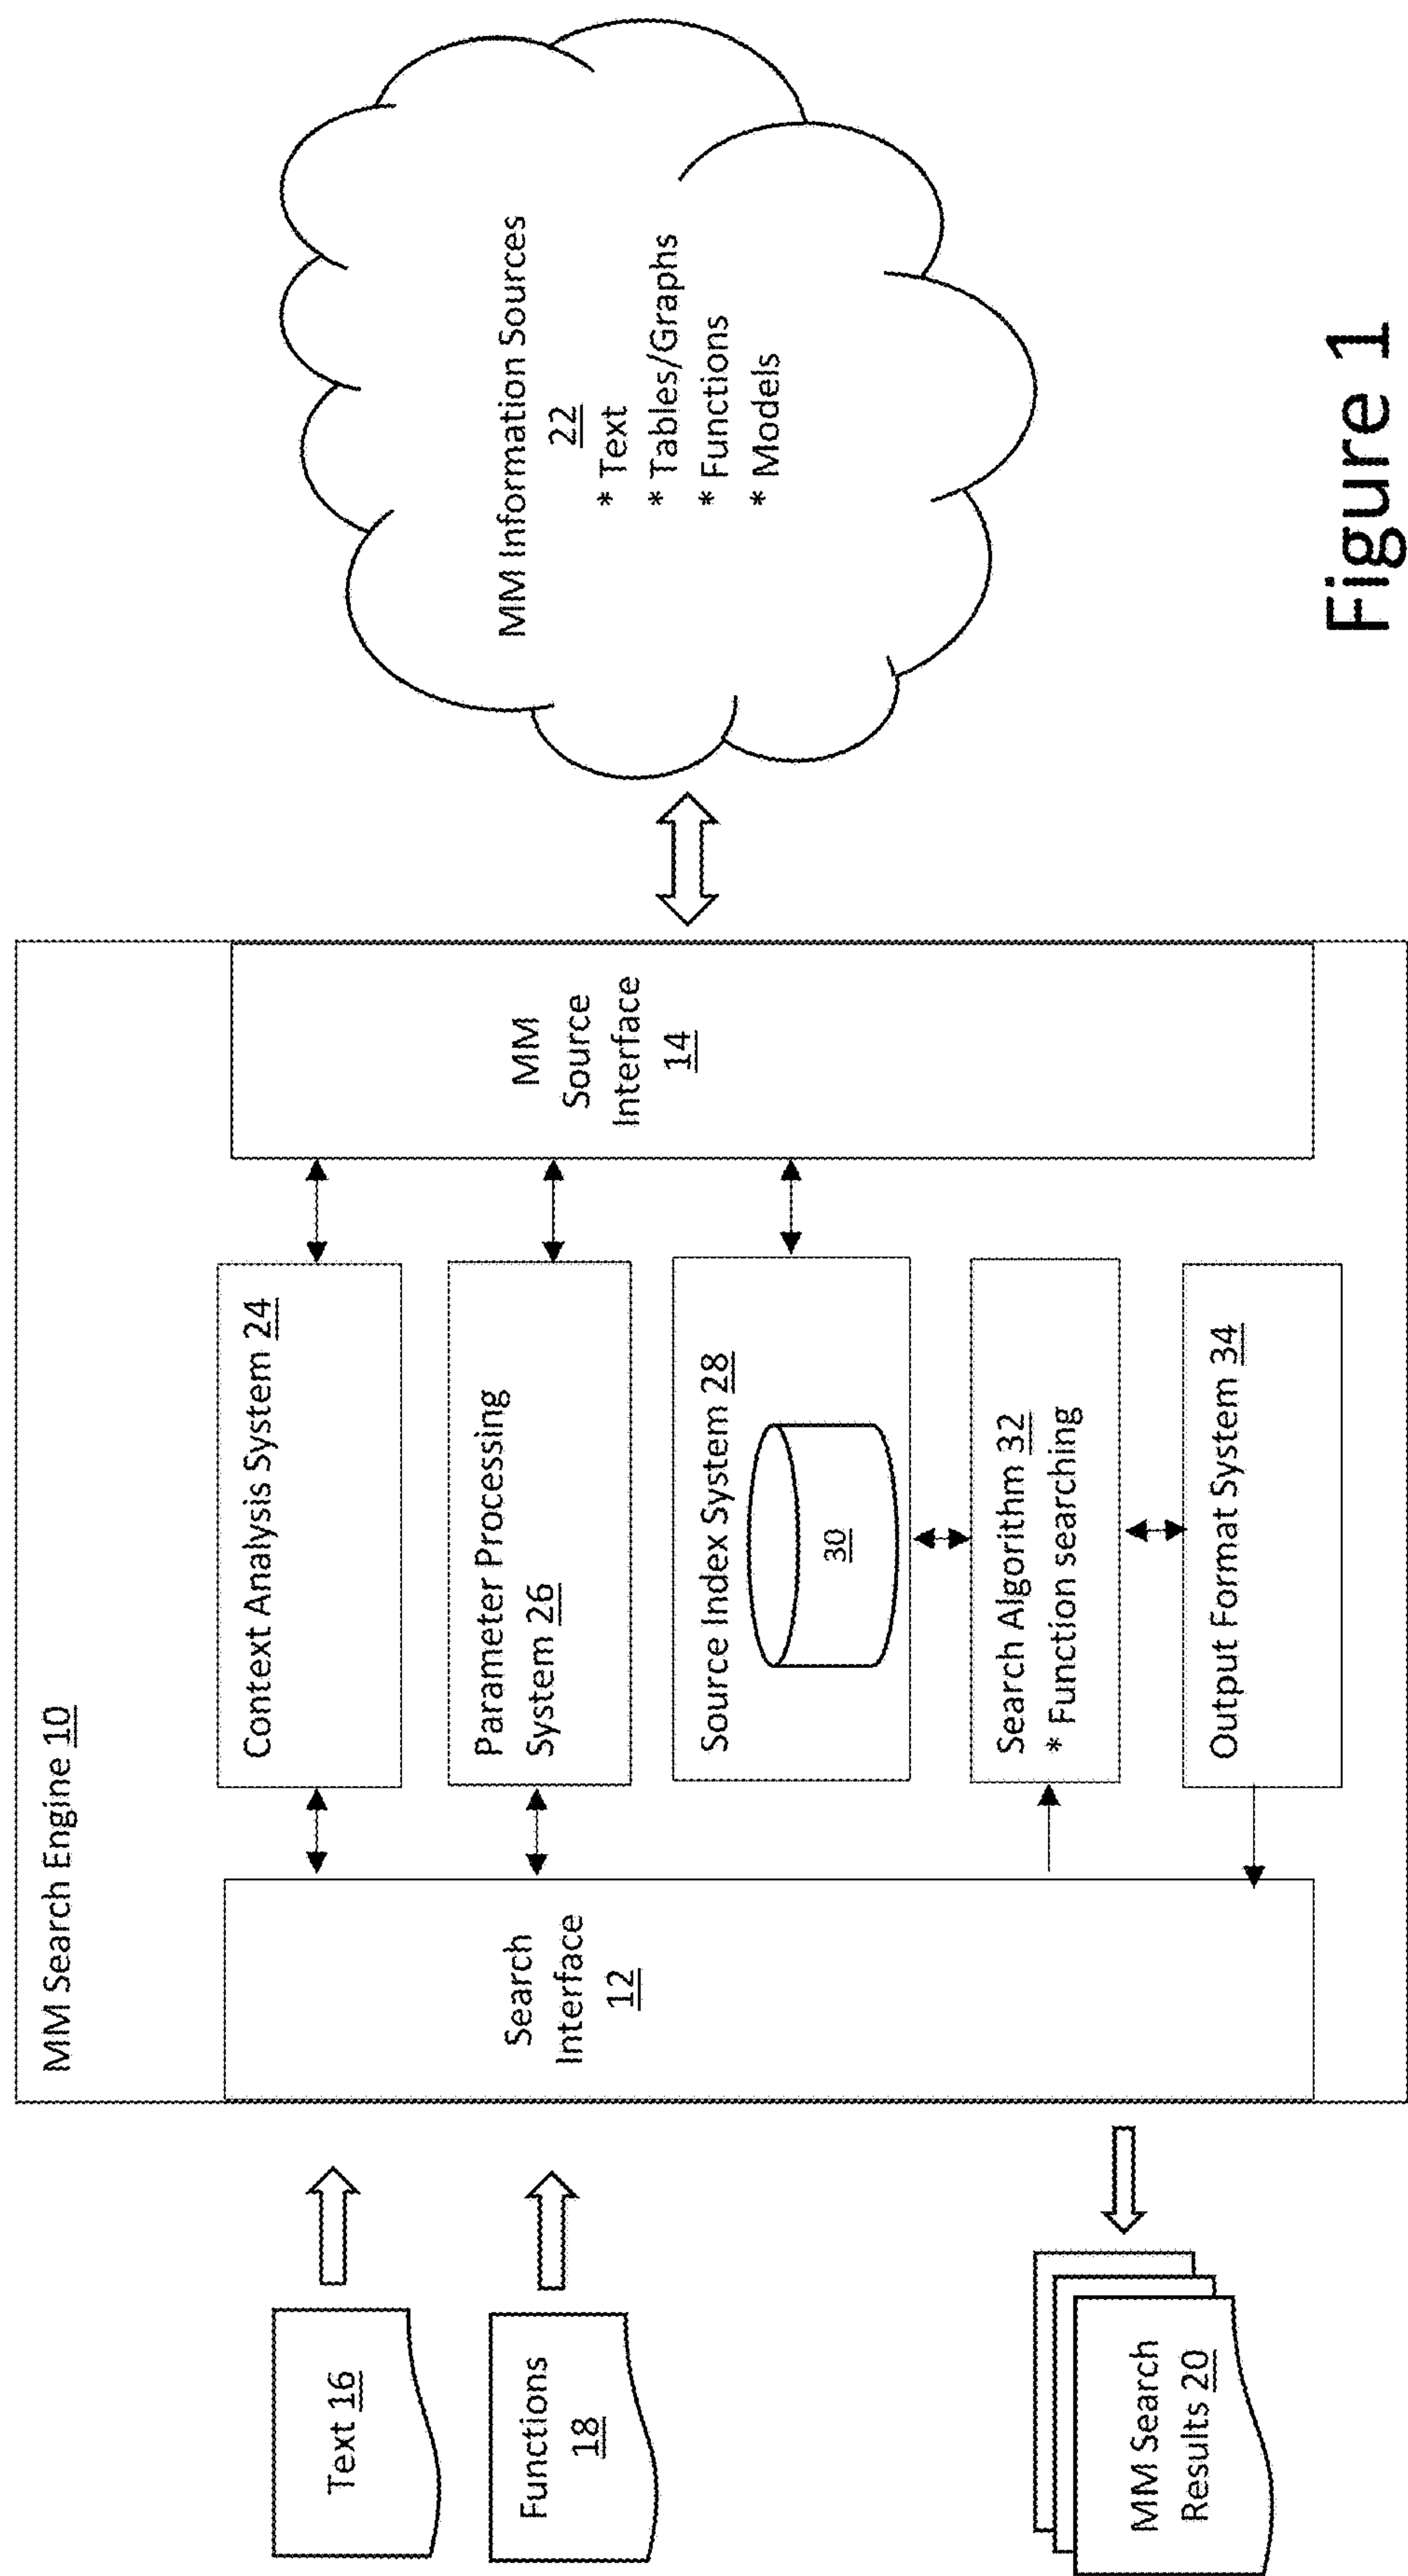 MM Search Engine 10
Text 16
Functions
18
MM Search
Results 20
Search
Interface
12
Context Analysis System 24
Parameter Processing
System 26
Source Index System 28
30
Search Algorithm 32
* Function searching
Output Format System 34
MM
Source
Interface
14
MM Information Sources
22
* Text
* Tables/Graphs
* Functions
* Models
Figure 1